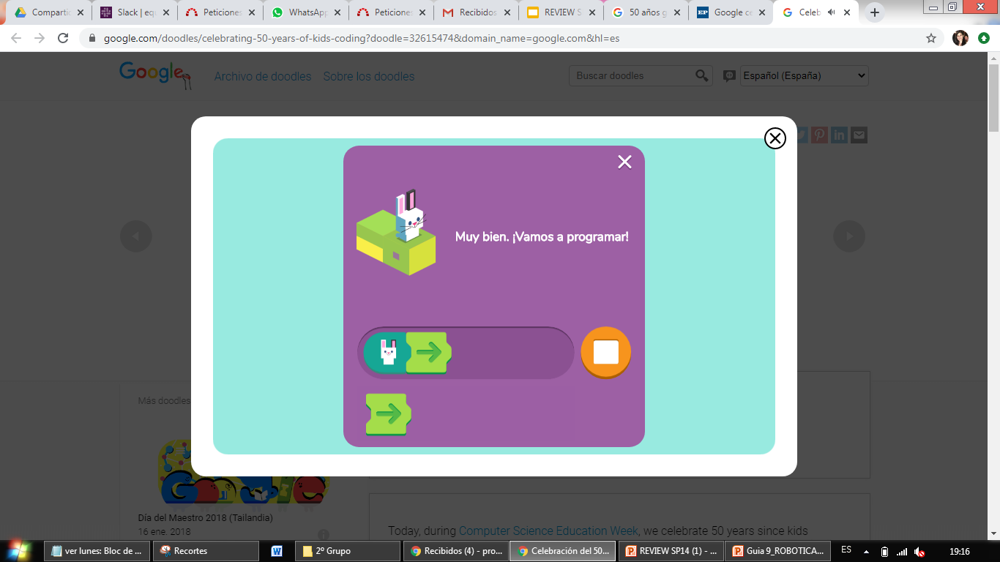 Comparti
Slack | equ
Peticiones
WhatsApp
Peticiones
Recibidos
REVIEW S
50 años g
EP
Google ce
Celeb
google.com/doodles/celebrating-50-years-of-kids-coding?doodle=32615474&domain_name=google.com&hl=es
Google
Archivo de doodles
Sobre los doodles
Buscar doodles
Español (España)
Muy bien. ¡Vamos a programar!
Más doodles
Día del Maestro 2018 (Tailandia)
16 ene. 2018
Today, during Computer Science Education Week, we celebrate 50 years since kids
ver lunes: Bloc de ...
Recortes
2º Grupo
Recibidos (4) - pro...
Celebración del 50...
REVIEW SP14 (1) - ...
Guia 9_ROBOTICA...
ES
19:16